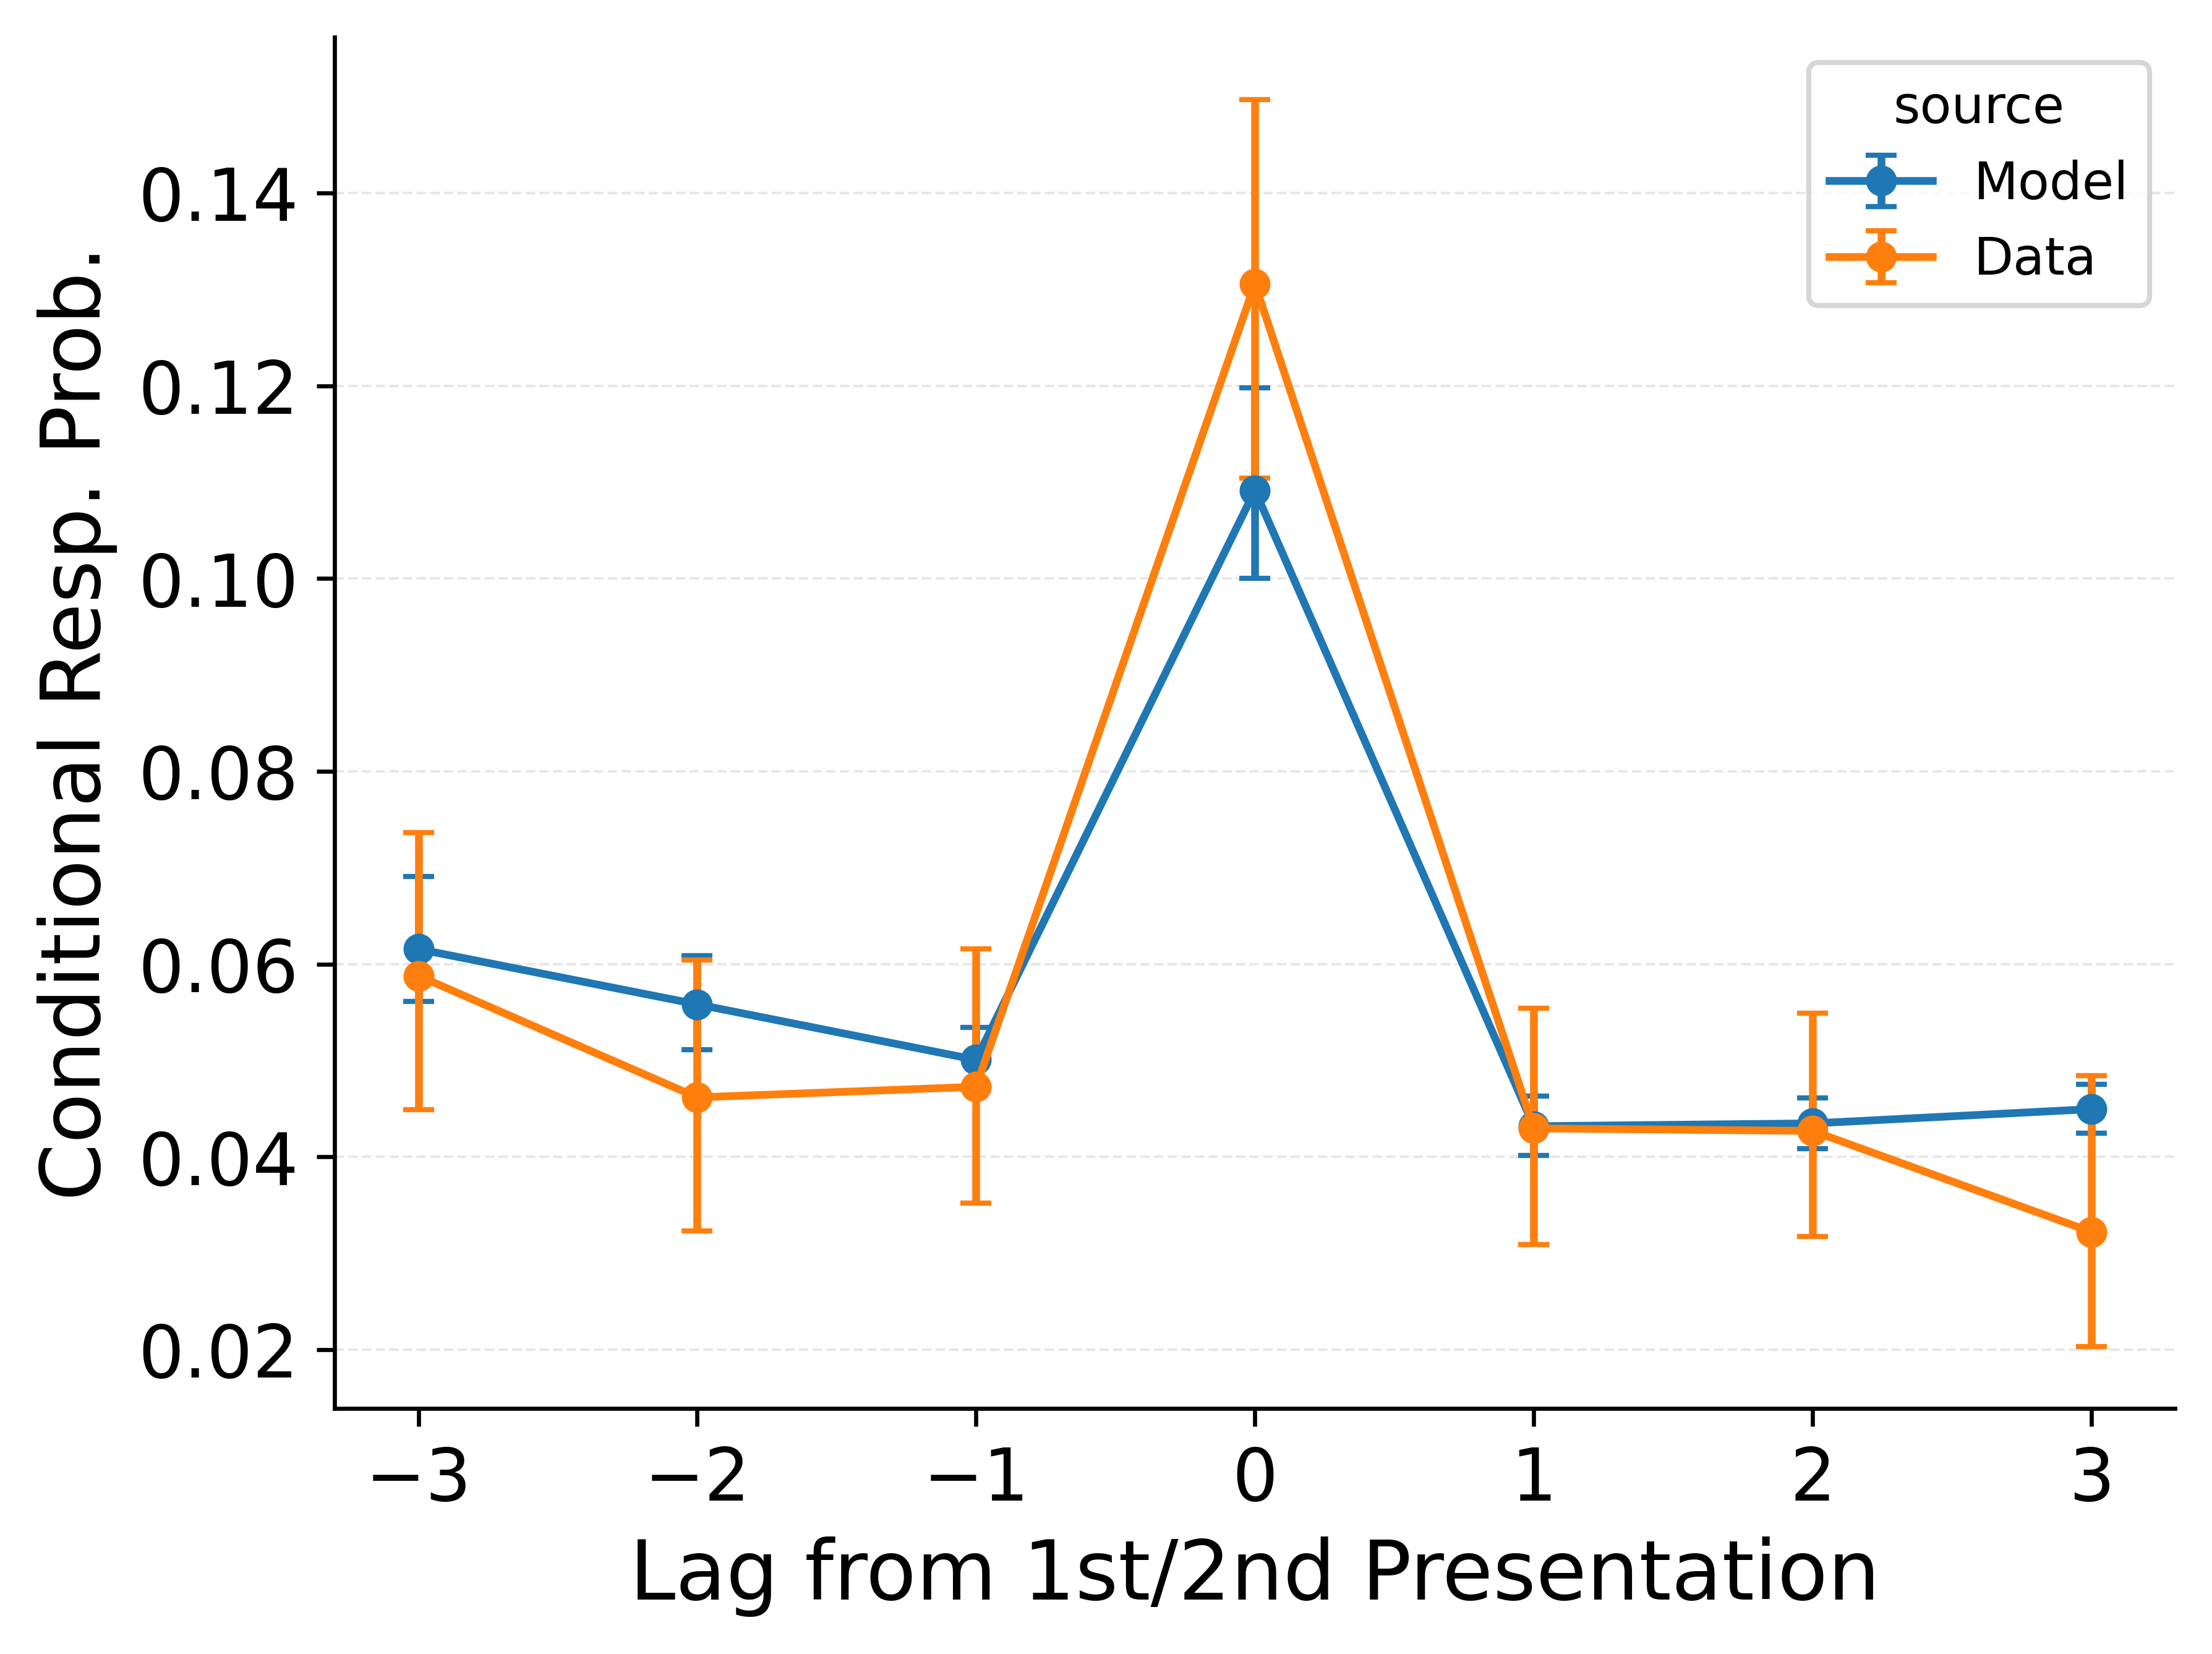 source
Model
Data
Conditional Resp. Prob.
0.14
0.12
0.10
0.08
0.06
0.04
0.02
−3 −2 −1 0 1 2 3
Lag from 1st/2nd Presentation